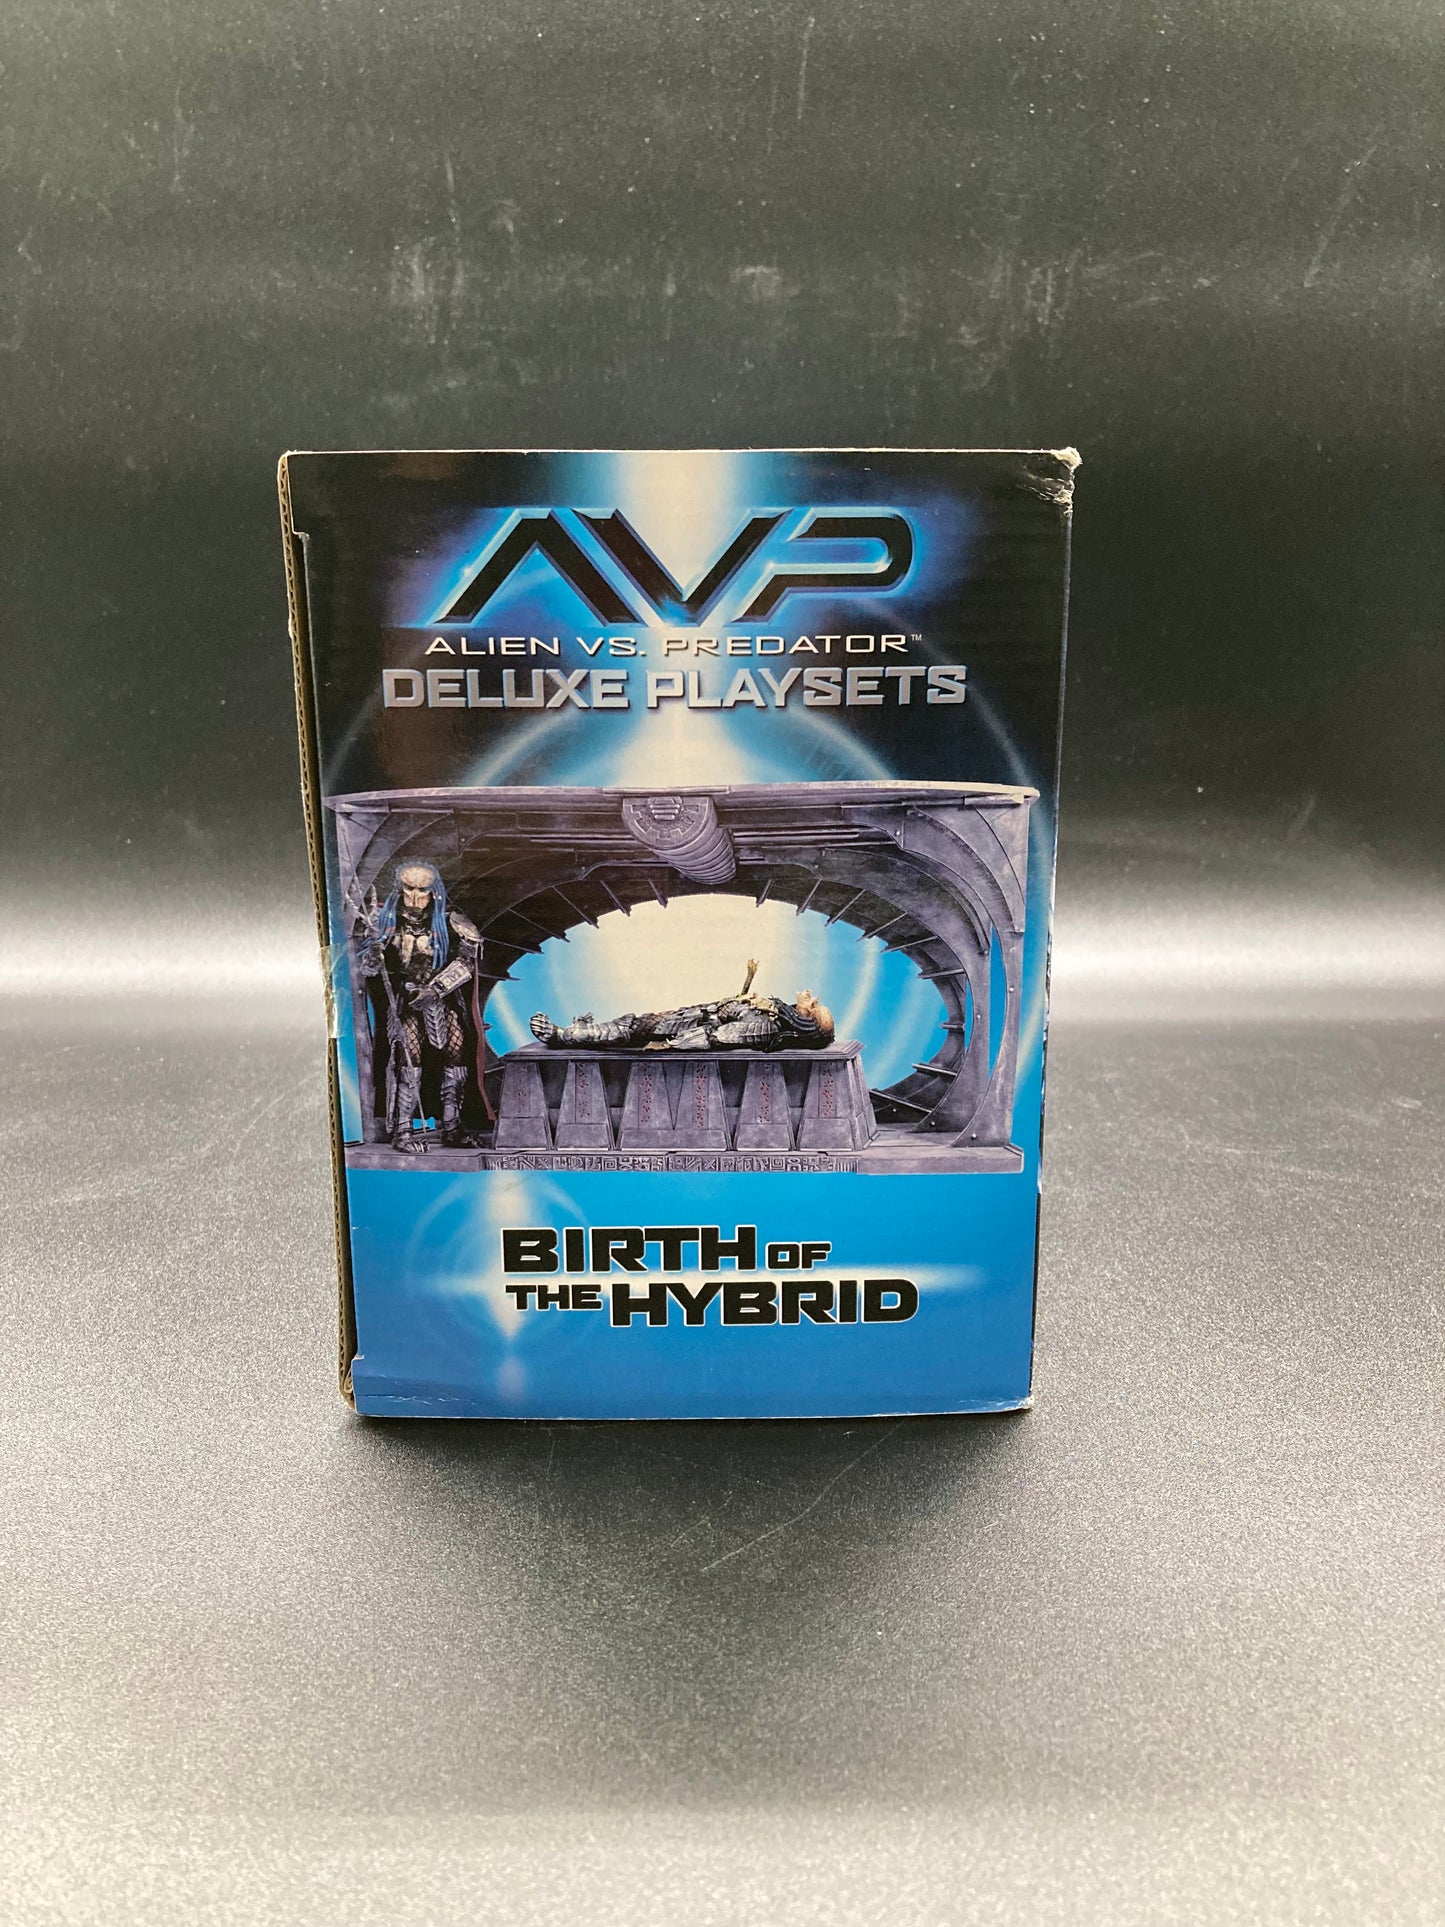 AVP
ALIEN VS. PREDATOR™
DELUXE PLAYSETS
BIRTH OF
THE HYBRID